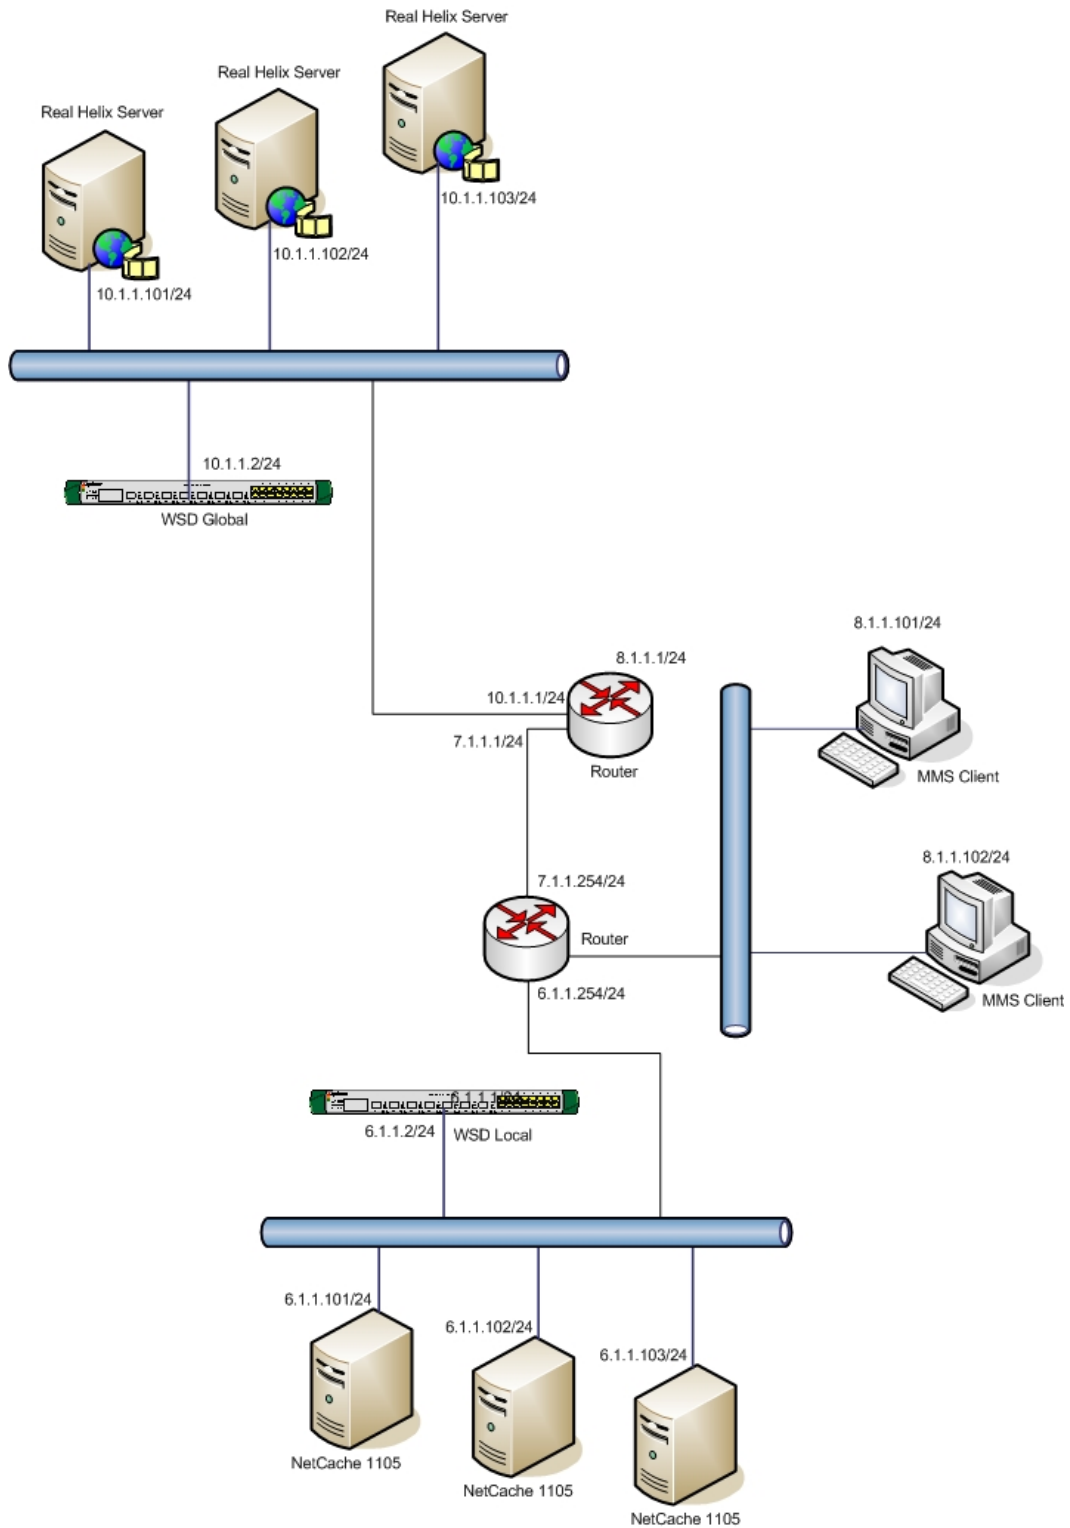 Real Helix Server
Real Helix Server
Real Helix Server
10.1.1.103/24
10.1.1.102/24
10.1.1.101/24
10.1.1.2/24
WSD Global
8.1.1.101/24
8.1.1.1/24
10.1.1.1/24
7.1.1.1/24
Router
MMS Client
8.1.1.102/24
7.1.1.254/24
Router
6.1.1.254/24
MMS Client
6.1.1.1/24
6.1.1.2/24
WSD Local
6.1.1.101/24
6.1.1.102/24
6.1.1.103/24
NetCache 1105
NetCache 1105
NetCache 1105